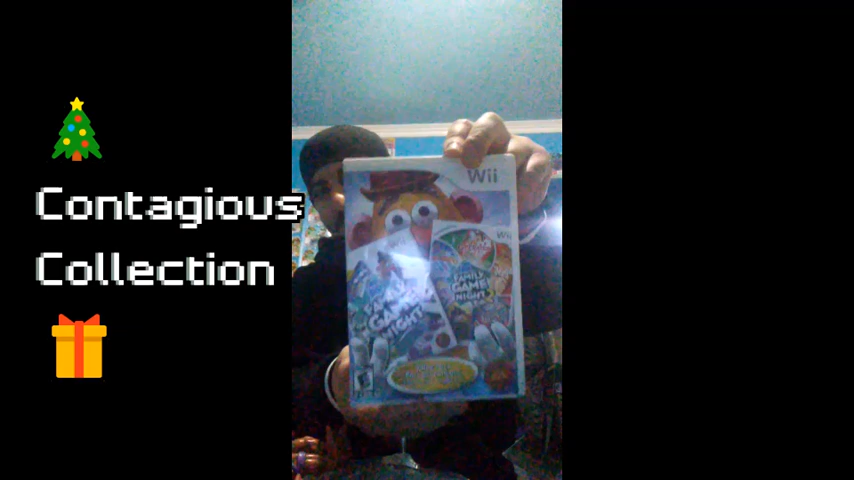 Contagious
Collection
Wii
Wii
FAMILY
GAME
NIGHT
FAMILY
GAME
NIGHT